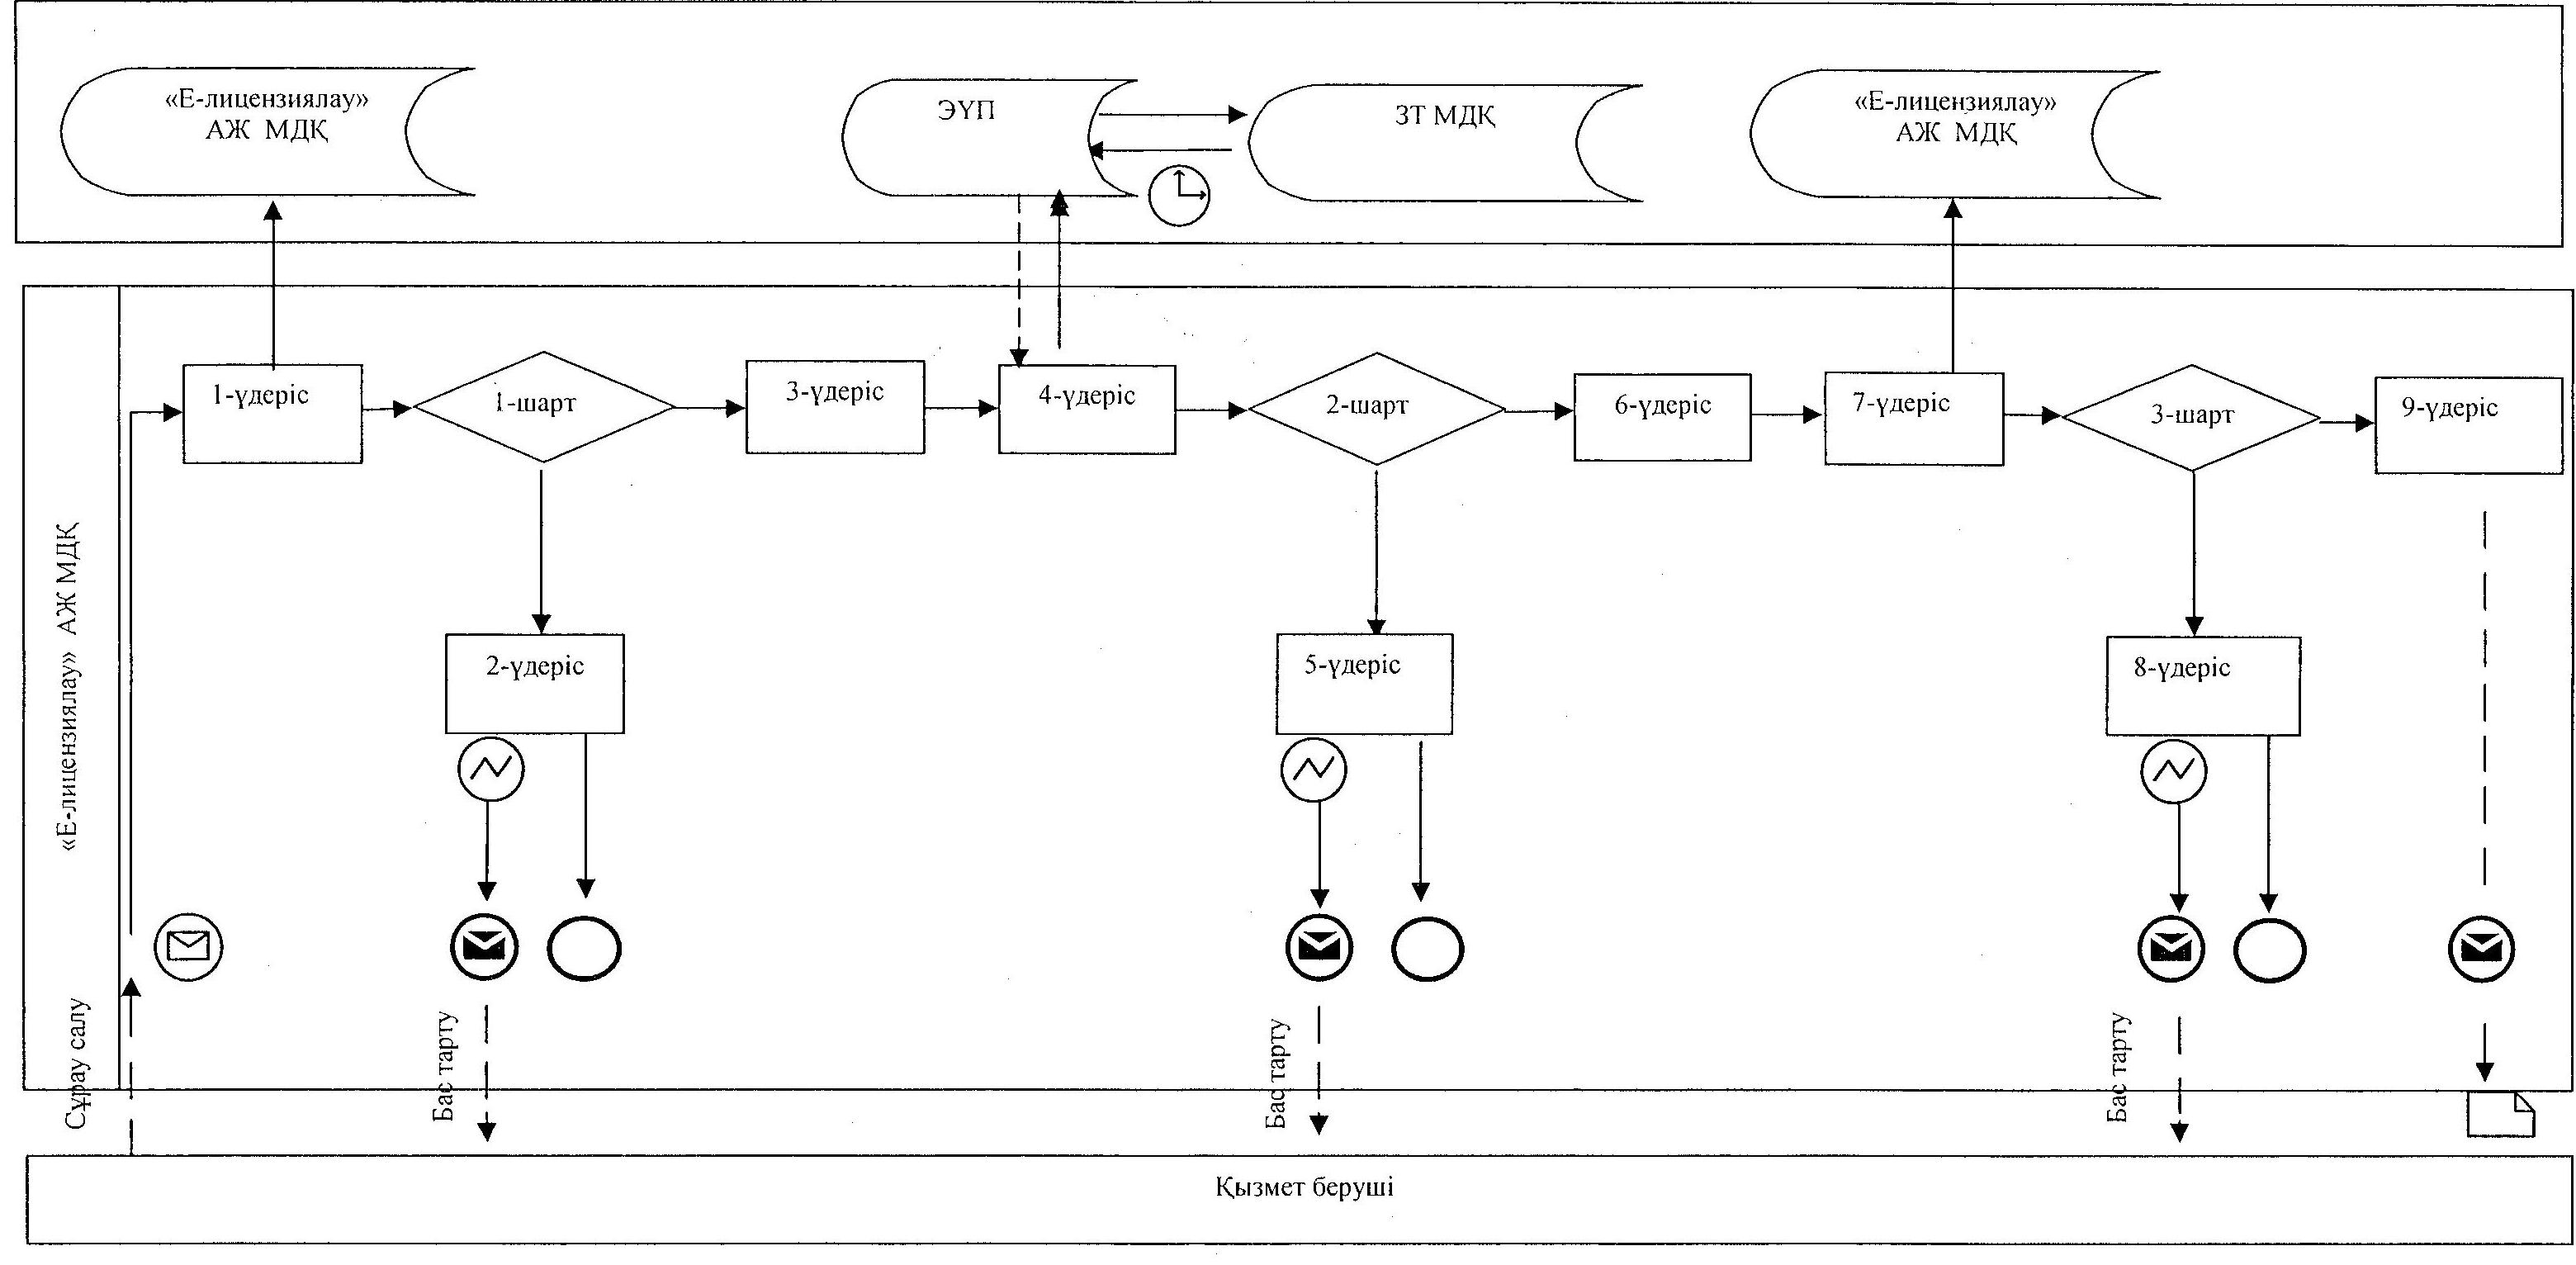 «Е-лицензиялау»
АЖ МДҚ
ЭҮП
ЗТ МДҚ
«Е-лицензиялау»
АЖ МДҚ
1-үдеріс
1-шарт
3-үдеріс
4-үдеріс
2-шарт
6-үдеріс
7-үдеріс
3-шарт
9-үдеріс
«Е-лицензиялау» АЖ МДҚ
2-үдеріс
5-үдеріс
8-үдеріс
Сұрау салу
Бас тарту
Бас тарту
Бас тарту
Қызмет беруші